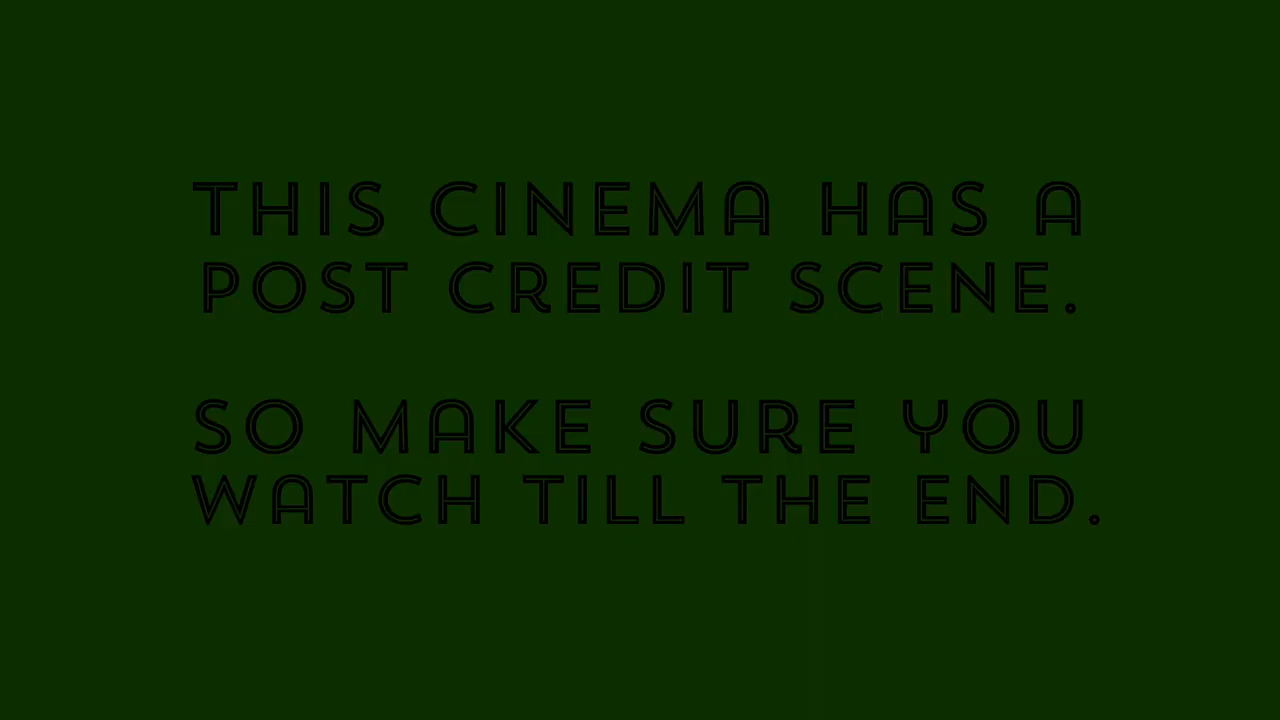 THIS CINEMA HAS A
POST CREDIT SCENE.
SO MAKE SURE YOU
WATCH TILL THE END.